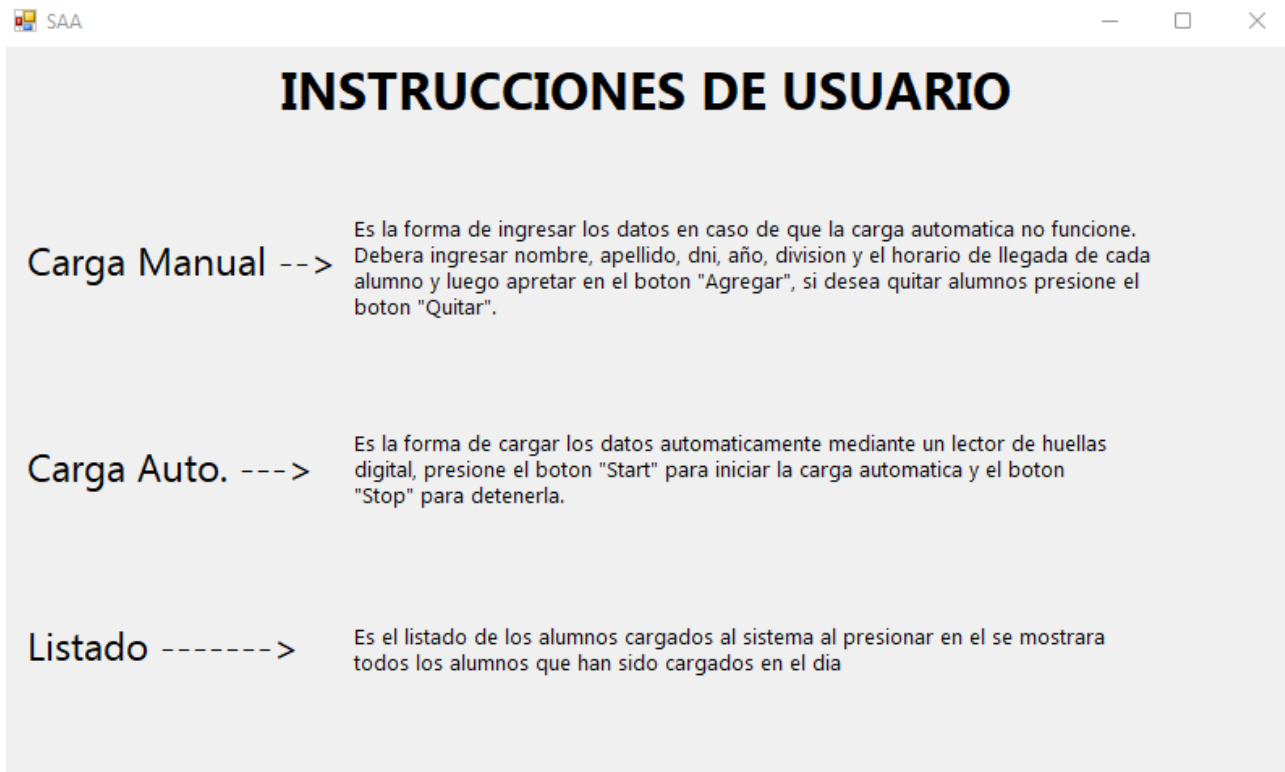 SAA
INSTRUCCIONES DE USUARIO
Carga Manual -->
Es la forma de ingresar los datos en caso de que la carga automatica no funcione.
Debera ingresar nombre, apellido, dni, año, division y el horario de llegada de cada
alumno y luego apretar en el boton "Agregar", si desea quitar alumnos presione el
boton "Quitar".
Carga Auto. --->
Es la forma de cargar los datos automaticamente mediante un lector de huellas
digital, presione el boton "Start" para iniciar la carga automatica y el boton
"Stop" para detenerla.
Listado ------->
Es el listado de los alumnos cargados al sistema al presionar en el se mostrara
todos los alumnos que han sido cargados en el dia